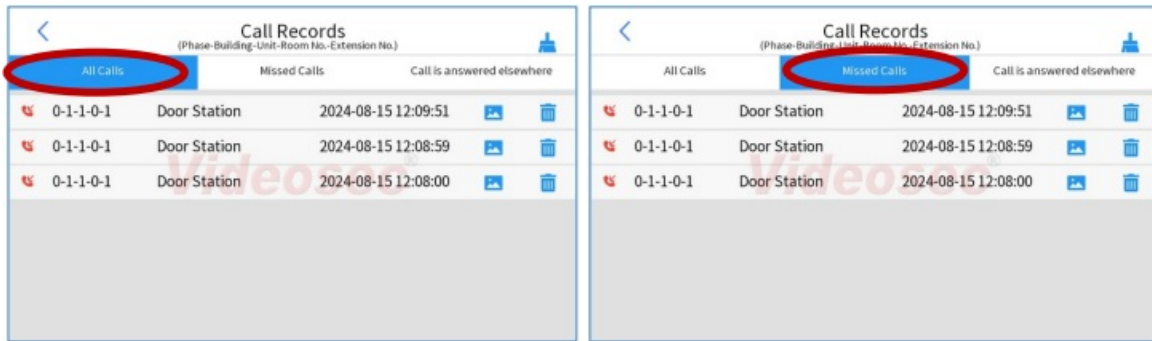 Call Records
(Phase-Building-Unit-Room No.-Extension No.)
All Calls Missed Calls Call is answered elsewhere
0-1-1-0-1 Door Station 2024-08-15 12:09:51
0-1-1-0-1 Door Station 2024-08-15 12:08:59
0-1-1-0-1 Door Station 2024-08-15 12:08:00
Videosec®
Call Records
(Phase-Building-Unit-Room No.-Extension No.)
All Calls Missed Calls Call is answered elsewhere
0-1-1-0-1 Door Station 2024-08-15 12:09:51
0-1-1-0-1 Door Station 2024-08-15 12:08:59
0-1-1-0-1 Door Station 2024-08-15 12:08:00
Videosec®